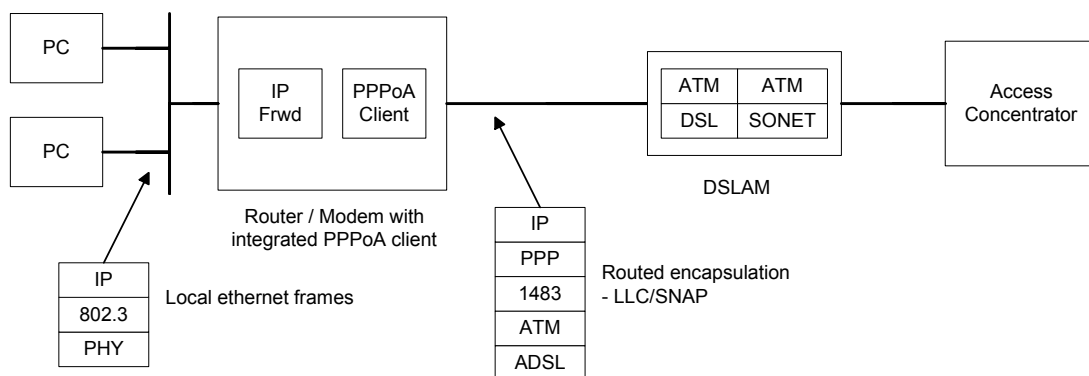 PC
PC
IP
Frwd
PPPoA
Client
Router / Modem with
integrated PPPoA client
ATM
ATM
DSL
SONET
DSLAM
Access
Concentrator
IP
802.3
PHY
Local ethernet frames
IP
PPP
1483
ATM
ADSL
Routed encapsulation
- LLC/SNAP